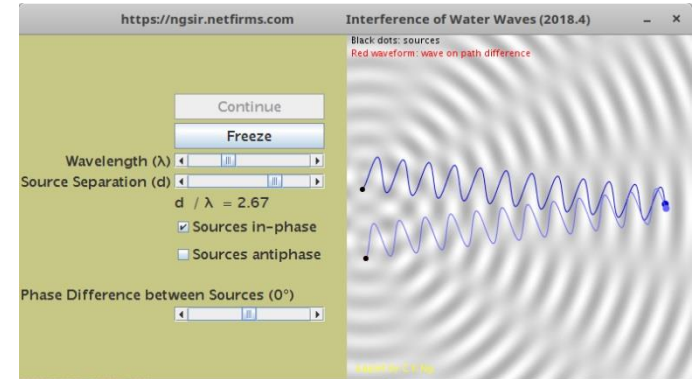 https://ngsir.netfirms.com Interference of Water Waves (2018.4)
Black dots: sources
Red waveform: wave on path difference
Continue
Freeze
Wavelength (λ)
Source Separation (d)
d / λ = 2.67
Sources in-phase
Sources antiphase
Phase Difference between Sources (0°)